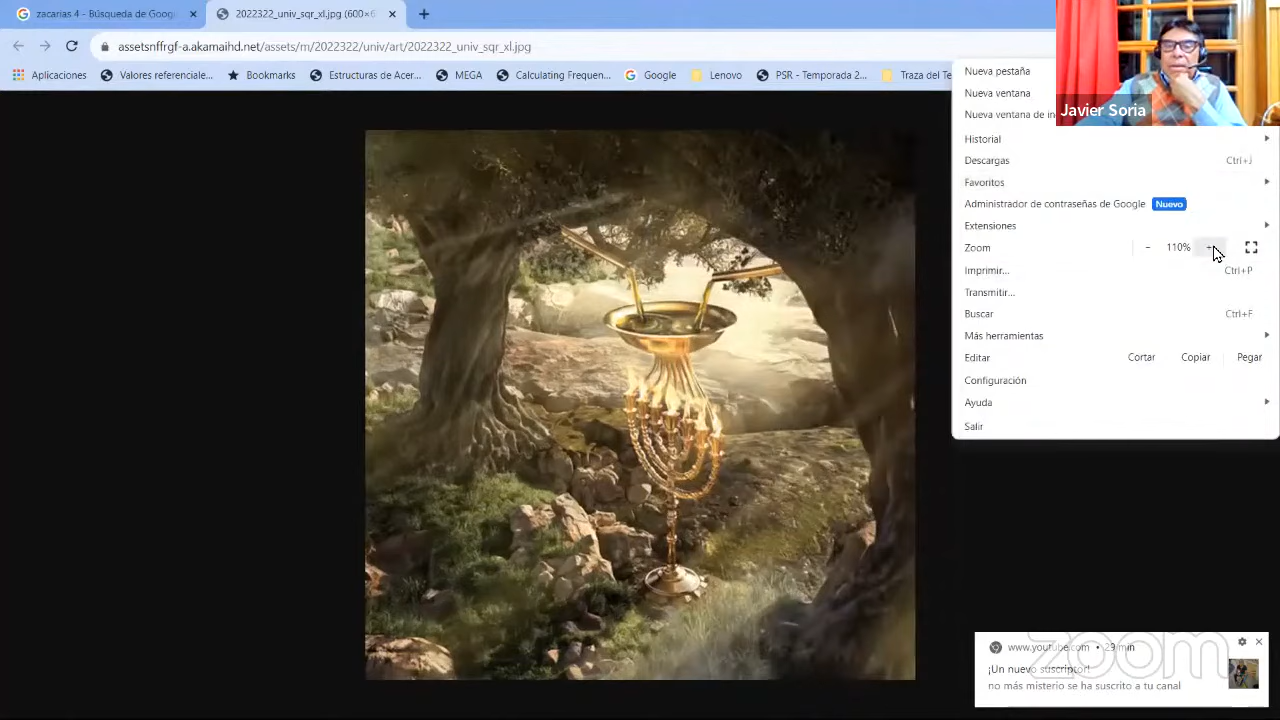 zacarias 4 - Búsqueda de Goog
2022322_univ_sqr_xl.jpg (600×6
assetsnffrgf-a.akamaihd.net/assets/m/2022322/univ/art/2022322_univ_sqr_xl.jpg
Aplicaciones
Valores referenciale...
Bookmarks
Estructuras de Acer...
MEGA
Calculating Frequen...
Google
Lenovo
PSR - Temporada 2...
Traza del Te
Javier Soria
Nueva pestaña
Nueva ventana
Nueva ventana de in
Historial
Descargas Ctrl+J
Favoritos
Administrador de contraseñas de Google Nuevo
Extensiones
Zoom - 110% +
Imprimir... Ctrl+P
Transmitir...
Buscar Ctrl+F
Más herramientas
Editar Cortar Copiar Pegar
Configuración
Ayuda
Salir
www.youtube.com • 29 min
¡Un nuevo suscriptor!
no más misterio se ha suscrito a tu canal
zoom